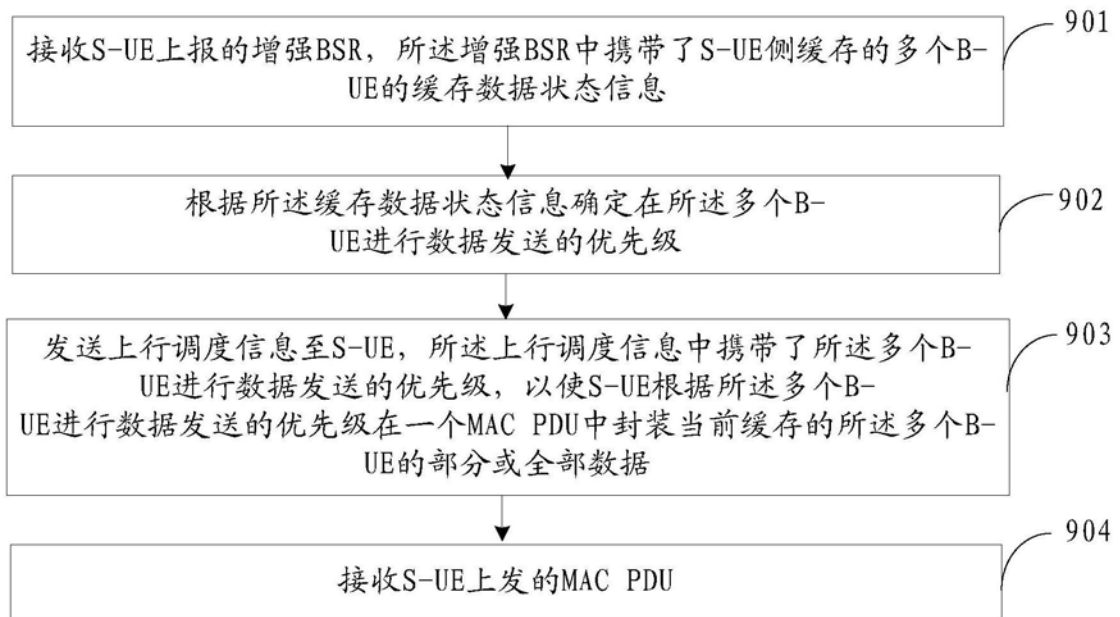 接收S-UE上报的增强BSR，所述增强BSR中携带了S-UE侧缓存的多个B-
UE的缓存数据状态信息
901
根据所述缓存数据状态信息确定在所述多个B-
UE进行数据发送的优先级
902
发送上行调度信息至S-UE，所述上行调度信息中携带了所述多个B-
UE进行数据发送的优先级，以使S-UE根据所述多个B-
UE进行数据发送的优先级在一个MAC PDU中封装当前缓存的所述多个B-
UE的部分或全部数据
903
接收S-UE上发的MAC PDU
904